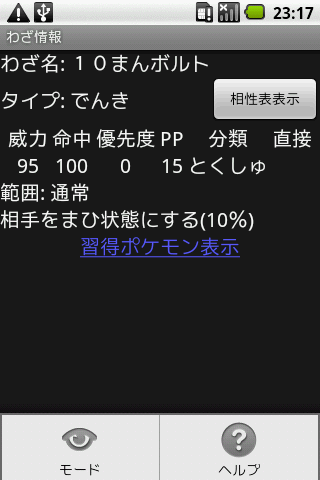 23:17
わざ情報
わざ名: １０まんボルト
タイプ: でんき
相性表表示
威力 命中 優先度 PP 分類 直接
95 100 0 15 とくしゅ
範囲: 通常
相手をまひ状態にする(10%)
習得ポケモン表示
モード ヘルプ